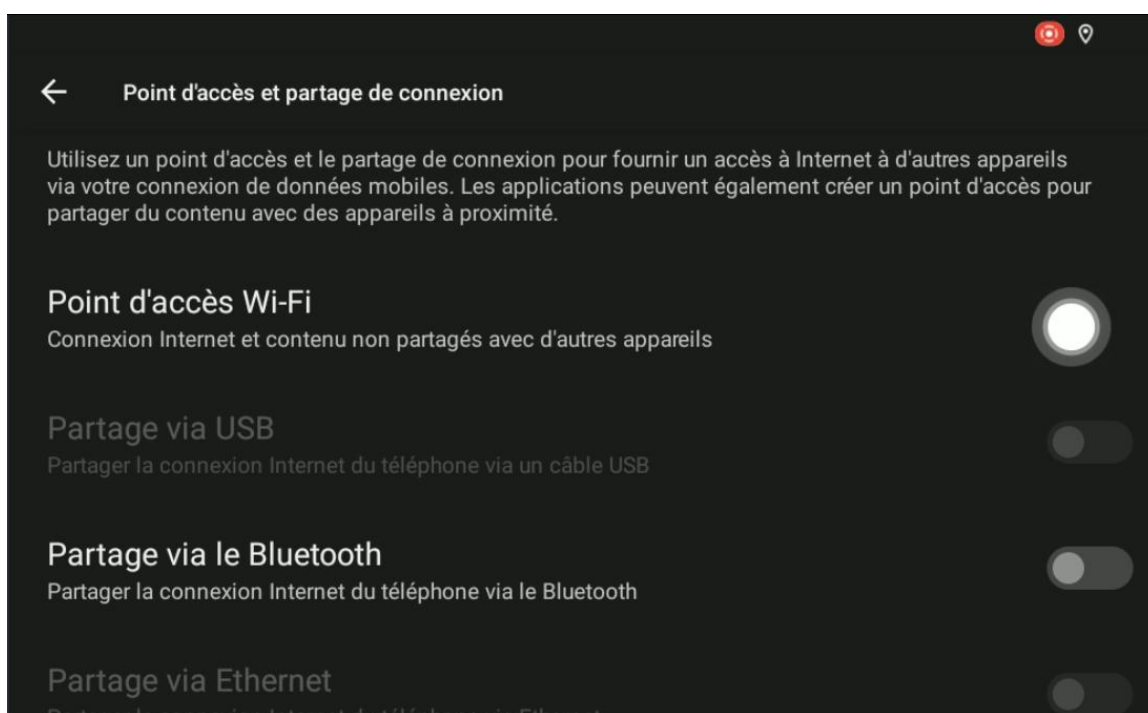 Point d'accès et partage de connexion
Utilisez un point d'accès et le partage de connexion pour fournir un accès à Internet à d'autres appareils
via votre connexion de données mobiles. Les applications peuvent également créer un point d'accès pour
partager du contenu avec des appareils à proximité.
Point d'accès Wi-Fi
Connexion Internet et contenu non partagés avec d'autres appareils
Partage via USB
Partager la connexion Internet du téléphone via un câble USB
Partage via le Bluetooth
Partager la connexion Internet du téléphone via le Bluetooth
Partage via Ethernet